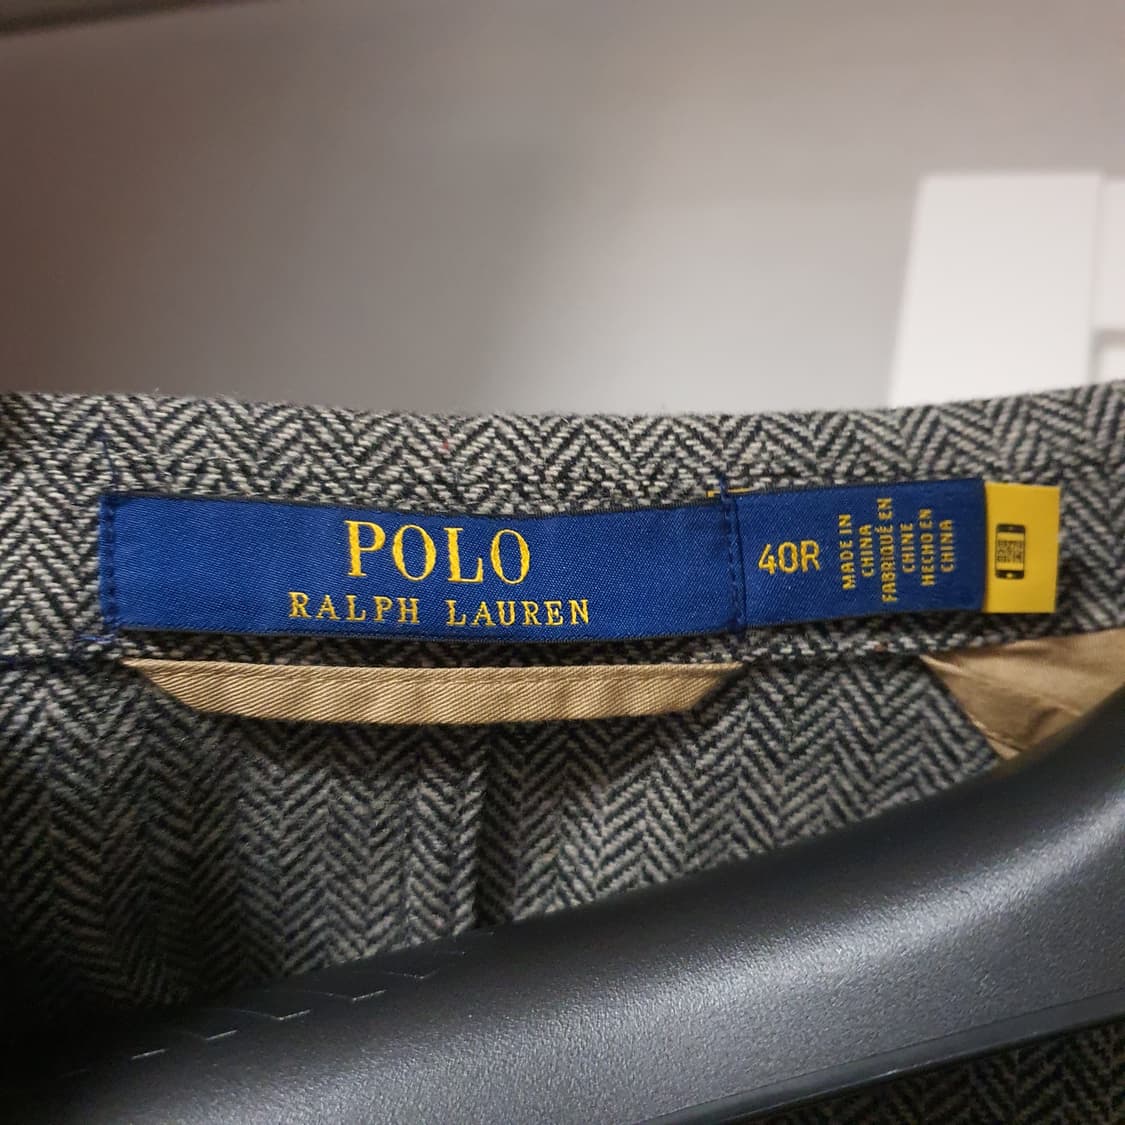 POLO
RALPH LAUREN
40R
MADE IN
CHINA
FABRIQUÉ EN
CHINE
HECHO EN
CHINA